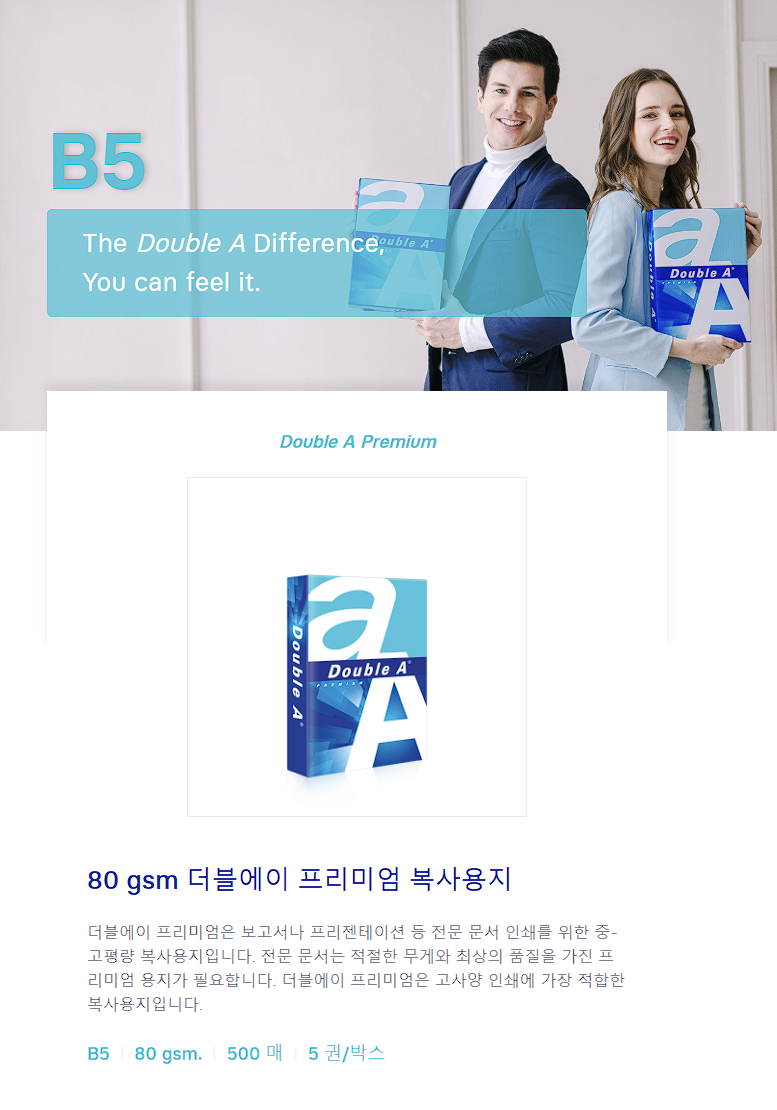 B5
The Double A Difference,
You can feel it.
a
Double A
A
a
Double A
Double A
A
Double A Premium
a
Double A
Double A
PREMIUM
A
80 gsm 더블에이 프리미엄 복사용지
더블에이 프리미엄은 보고서나 프리젠테이션 등 전문 문서 인쇄를 위한 중-
고평량 복사용지입니다. 전문 문서는 적절한 무게와 최상의 품질을 가진 프
리미엄 용지가 필요합니다. 더블에이 프리미엄은 고사양 인쇄에 가장 적합한
복사용지입니다.
B5 | 80 gsm. | 500 매 | 5 권/박스